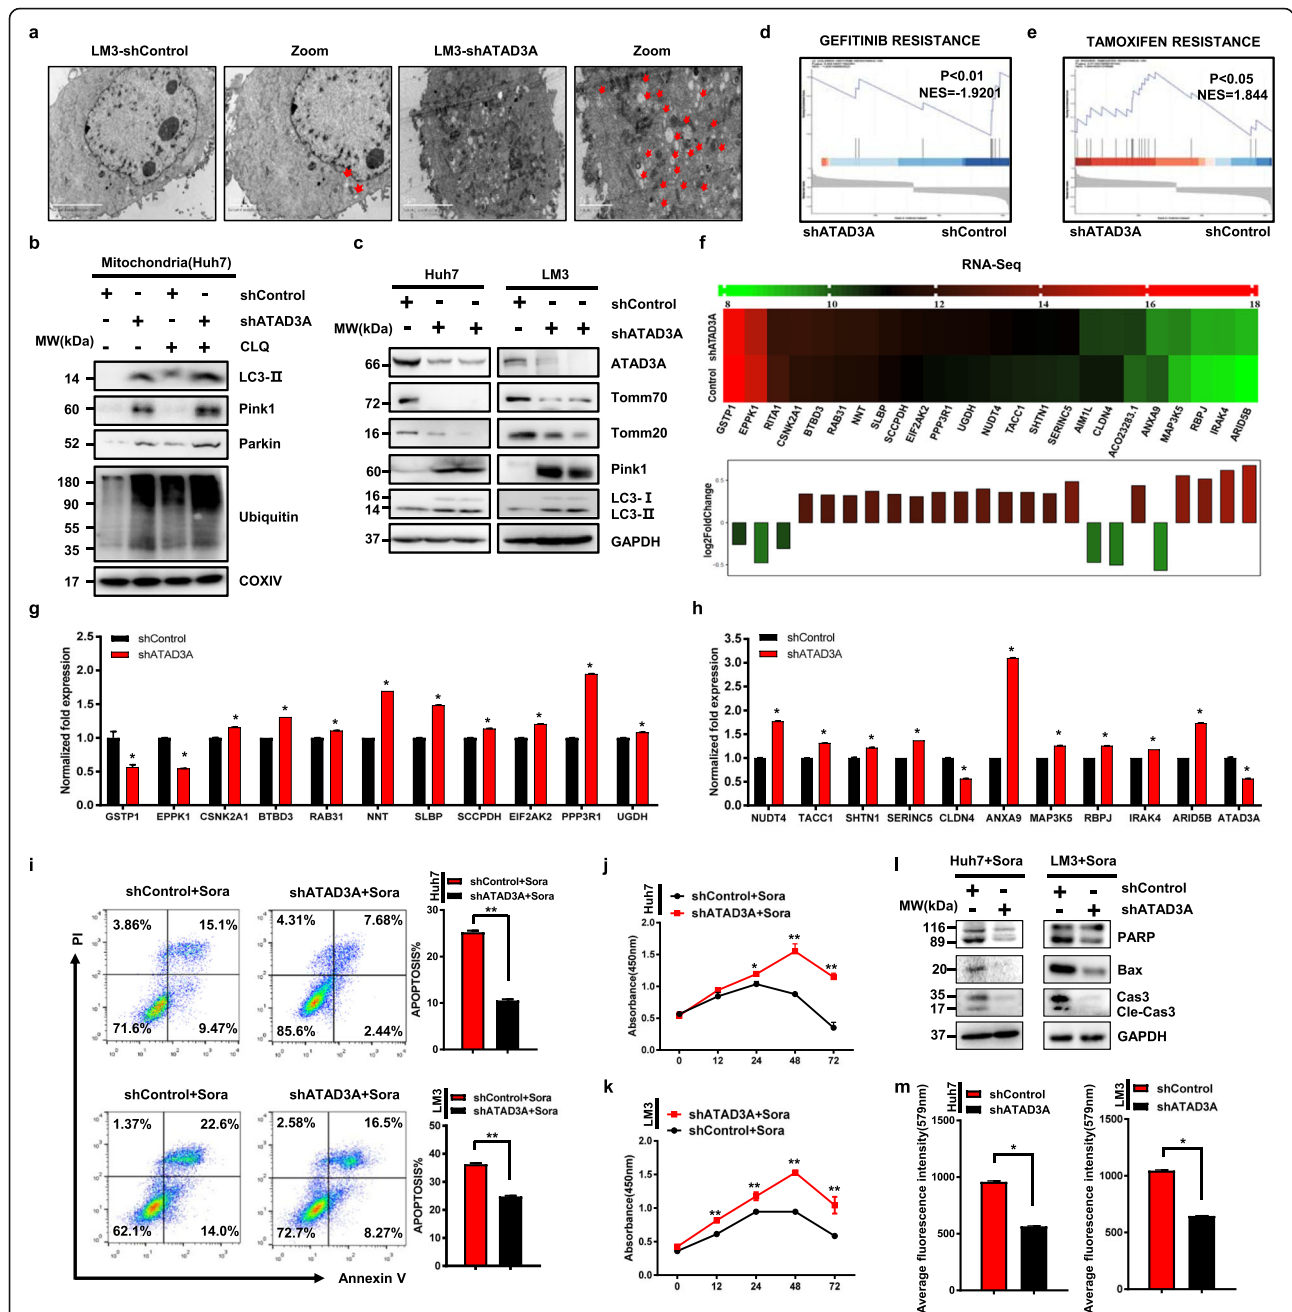 a
LM3-shControl Zoom LM3-shATAD3A Zoom
d
GEFITINIB RESISTANCE
P<0.01
NES=-1.9201
shATAD3A shControl
e
TAMOXIFEN RESISTANCE
P<0.05
NES=1.844
shATAD3A shControl
b
Mitochondria(Huh7)
+ - + - shControl
- + - + shATAD3A
- - + + CLQ
MW(kDa)
14 LC3-II
60 Pink1
52 Parkin
180
90
55
35
Ubiquitin
17 COXIV
c
Huh7 LM3
+ - - + - - shControl
MW(kDa) - + + - + + shATAD3A
66 ATAD3A
72 Tomm70
16 Tomm20
60 Pink1
16 LC3-I
14 LC3-II
37 GAPDH
f
RNA-Seq
8 10 12 14 16 18
shATAD3A
Control
GSTP1 EPPK1 RITA1 CSNK2A1 BTBD3 RAB31 NNT SLBP SCCPDH EIF2AK2 PPP3R1 UGDH NUDT4 TACC1 SHTN1 SERINC5 AIM1L CLDN4 ACO23283.1 ANXA9 MAP3K5 RBPJ IRAK4 ARID5B
log2FoldChange
0.5
0.0
-0.5
g
shControl
shATAD3A
Normalized fold expression
2.5
2.0
1.5
1.0
0.5
0.0
* * * * * * * * * * *
GSTP1 EPPK1 CSNK2A1 BTBD3 RAB31 NNT SLBP SCCPDH EIF2AK2 PPP3R1 UGDH
h
shControl
shATAD3A
Normalized fold expression
3.5
3.0
2.5
2.0
1.5
1.0
0.5
0.0
* * * * * * * * * * *
NUDT4 TACC1 SHTN1 SERINC5 CLDN4 ANXA9 MAP3K5 RBPJ IRAK4 ARID5B ATAD3A
i
shControl+Sora shATAD3A+Sora
3.86% 15.1% 4.31% 7.68%
71.6% 9.47% 85.6% 2.44%
PI
Huh7
shControl+Sora
shATAD3A+Sora
APOPTOSIS%
30
20
10
0
**
shControl+Sora shATAD3A+Sora
1.37% 22.6% 2.58% 16.5%
62.1% 14.0% 72.7% 8.27%
Annexin V
LM3
shControl+Sora
shATAD3A+Sora
APOPTOSIS%
50
40
30
20
10
0
**
j
Huh7
shControl+Sora
shATAD3A+Sora
Absorbance(450nm)
2.0
1.5
1.0
0.5
0.0
* ** **
0 12 24 48 72
k
LM3
shATAD3A+Sora
shControl+Sora
Absorbance(450nm)
2.0
1.5
1.0
0.5
0.0
** ** ** **
0 12 24 48 72
l
Huh7+Sora LM3+Sora
+ - + - shControl
MW(kDa) - + - + shATAD3A
116
89
PARP
20 Bax
35 Cas3
17 Cle-Cas3
37 GAPDH
m
Huh7
shControl
shATAD3A
Average fluorescence intensity(579nm)
1500
1000
500
0
*
LM3
shControl
shATAD3A
Average fluorescence intensity(579nm)
1500
1000
500
0
*